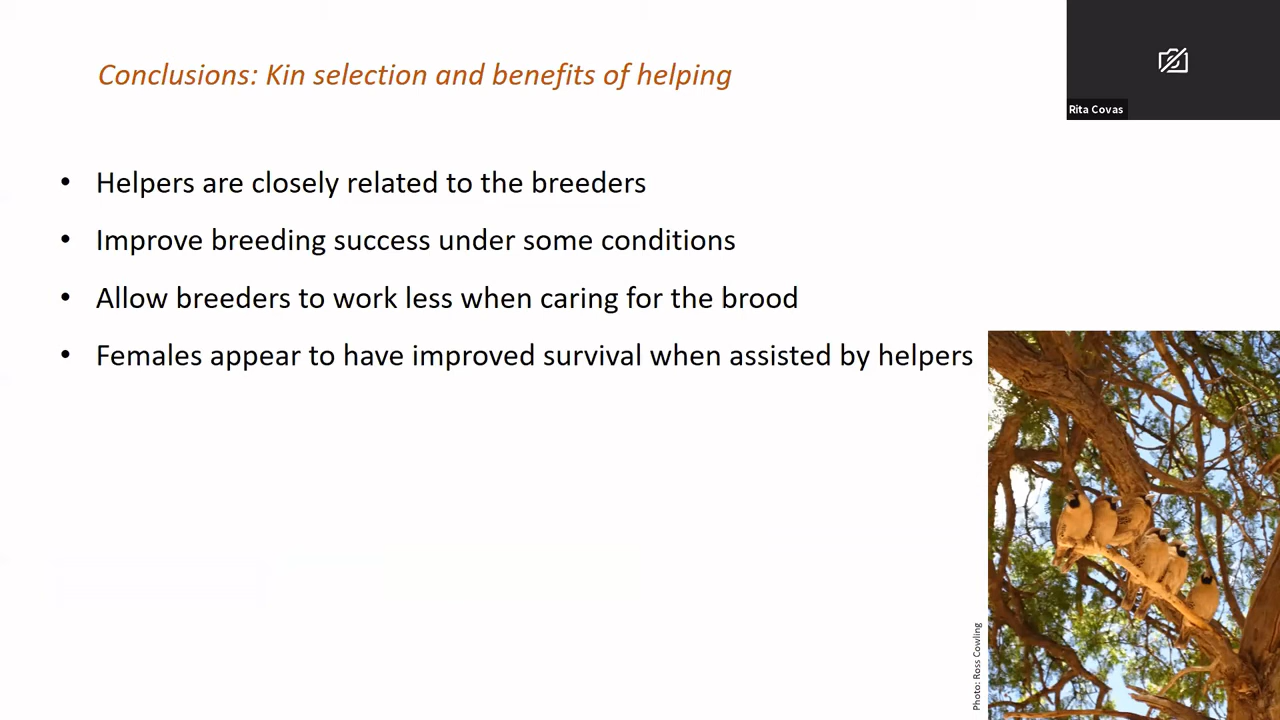 Conclusions: Kin selection and benefits of helping
Rita Covas
• Helpers are closely related to the breeders
• Improve breeding success under some conditions
• Allow breeders to work less when caring for the brood
• Females appear to have improved survival when assisted by helpers
Photo: Ross Cowling